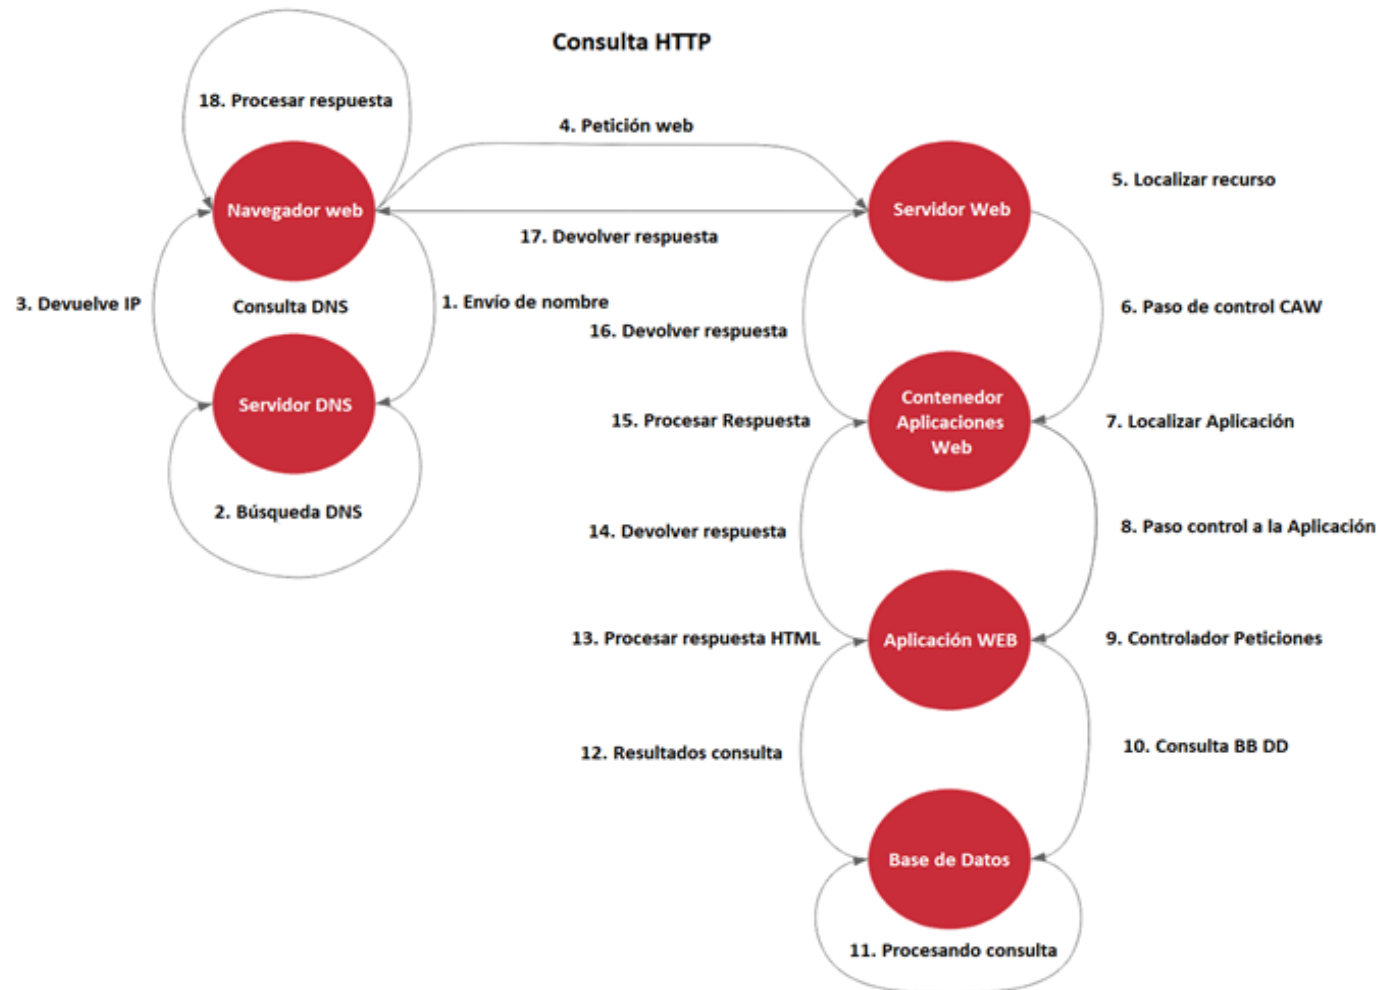 Consulta HTTP
18. Procesar respuesta
4. Petición web
Navegador web
Servidor Web
5. Localizar recurso
17. Devolver respuesta
3. Devuelve IP
Consulta DNS
1. Envío de nombre
16. Devolver respuesta
6. Paso de control CAW
Servidor DNS
Contenedor
Aplicaciones
Web
15. Procesar Respuesta
7. Localizar Aplicación
2. Búsqueda DNS
14. Devolver respuesta
8. Paso control a la Aplicación
13. Procesar respuesta HTML
Aplicación WEB
9. Controlador Peticiones
12. Resultados consulta
10. Consulta BB DD
Base de Datos
11. Procesando consulta